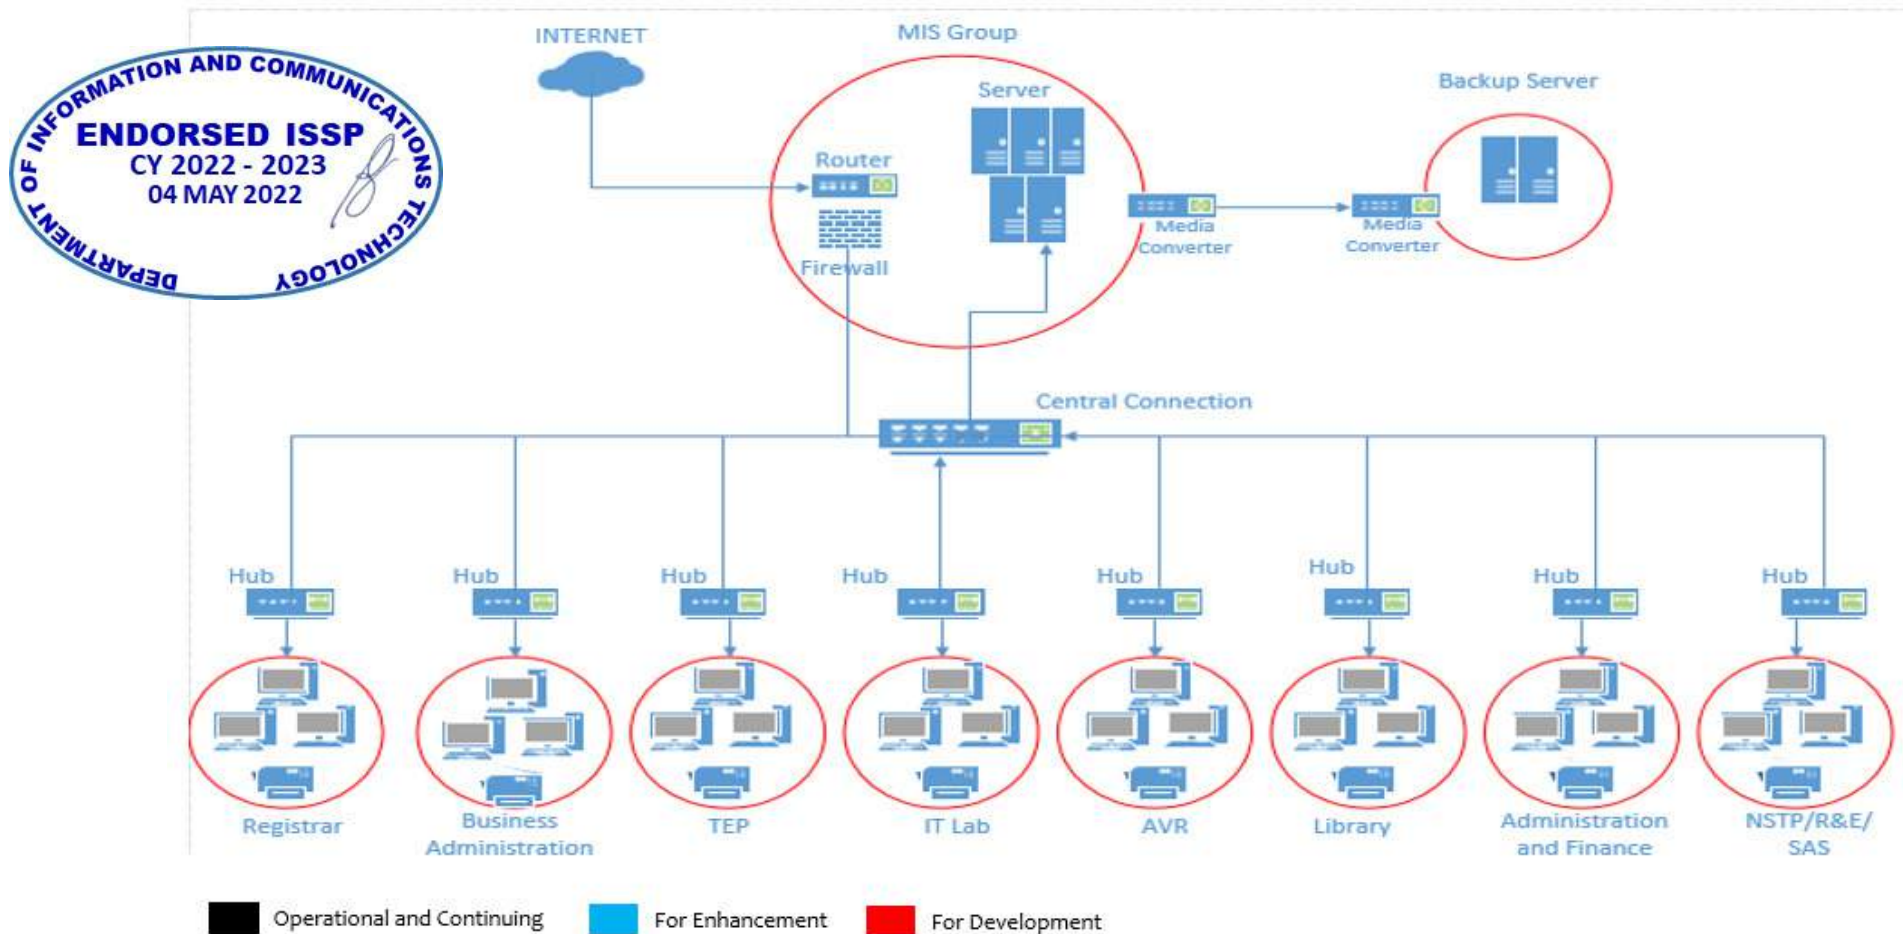 DEPARTMENT OF INFORMATION AND COMMUNICATIONS TECHNOLOGY
ENDORSED ISSP
CY 2022 - 2023
04 MAY 2022
INTERNET
MIS Group
Server
Backup Server
Router
Firewall
Media
Converter
Media
Converter
Central Connection
Hub
Hub
Hub
Hub
Hub
Hub
Hub
Hub
Registrar
Business
Administration
TEP
IT Lab
AVR
Library
Administration
and Finance
NSTP/R&E/
SAS
Operational and Continuing
For Enhancement
For Development